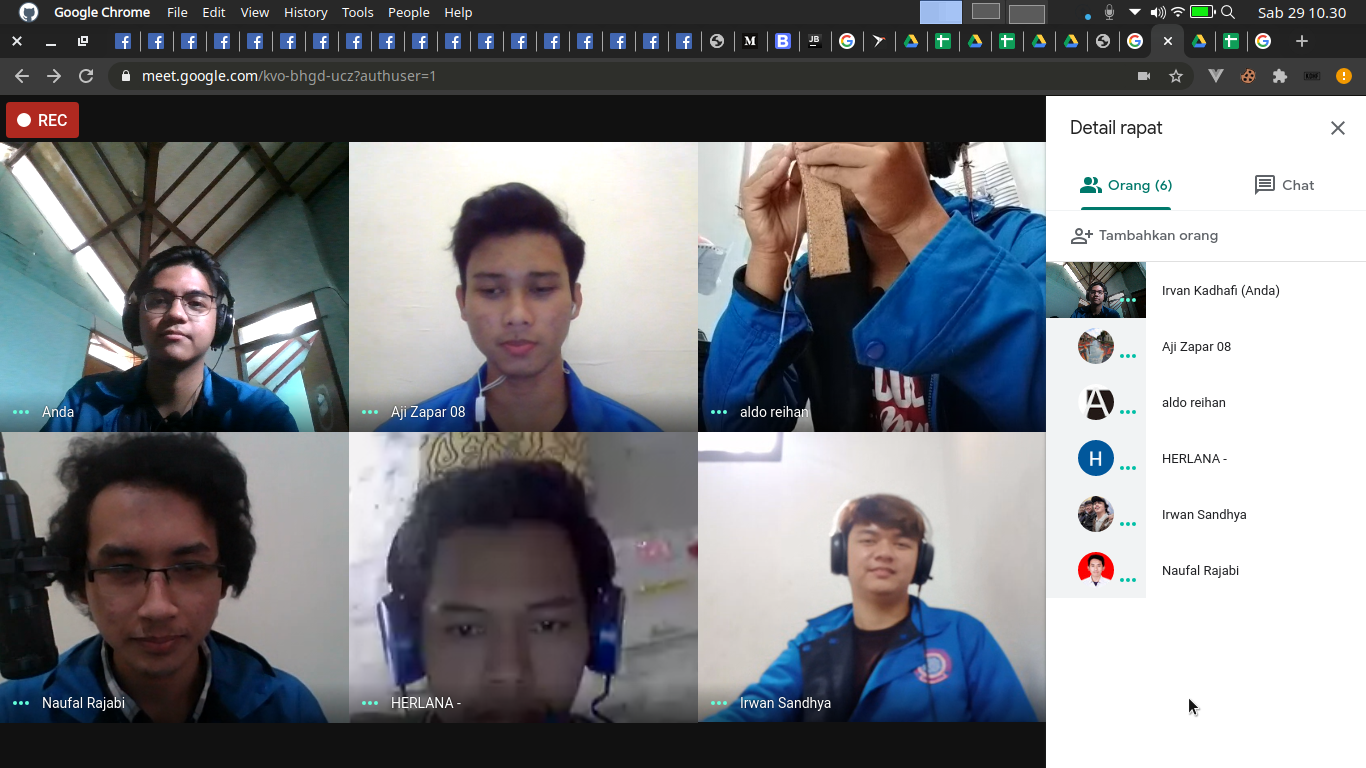 Google Chrome File Edit View History Tools People Help
Sab 29 10.30
M
B
JB
meet.google.com/kvo-bhgd-ucz?authuser=1
REC
Detail rapat
Orang (6)
Chat
Tambahkan orang
Anda
Aji Zapar 08
aldo reihan
Naufal Rajabi
HERLANA -
Irwan Sandhya
Irvan Kadhafi (Anda)
Aji Zapar 08
A
aldo reihan
H
HERLANA -
Irwan Sandhya
Naufal Rajabi